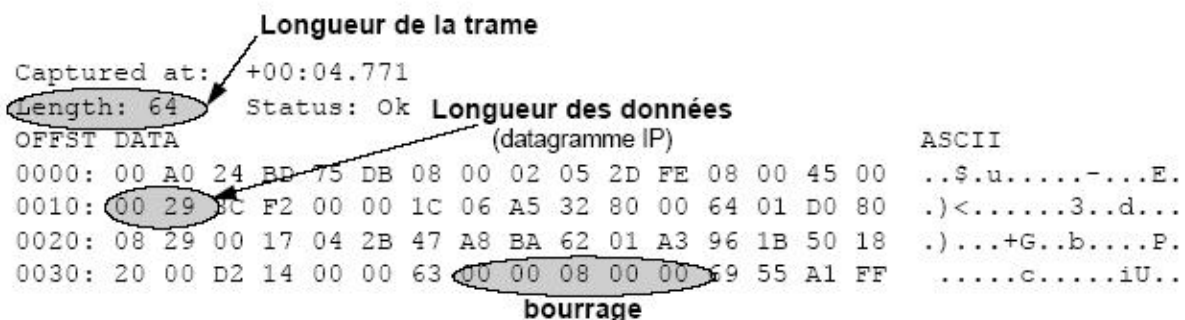 Longueur de la trame
Captured at: +00:04.771
Length: 64 Status: Ok Longueur des données
OFFST DATA (datagramme IP) ASCII
0000: 00 A0 24 BD 75 DB 08 00 02 05 2D FE 08 00 45 00 ..$.u.....-...E.
0010: 00 29 3C F2 00 00 1C 06 A5 32 80 00 64 01 D0 80 .)<......3..d...
0020: 08 29 00 17 04 2B 47 A8 BA 62 01 A3 96 1B 50 18 .)...+G..b....P.
0030: 20 00 D2 14 00 00 63 00 00 08 00 00 69 55 A1 FF .....c.....iU..
bourrage